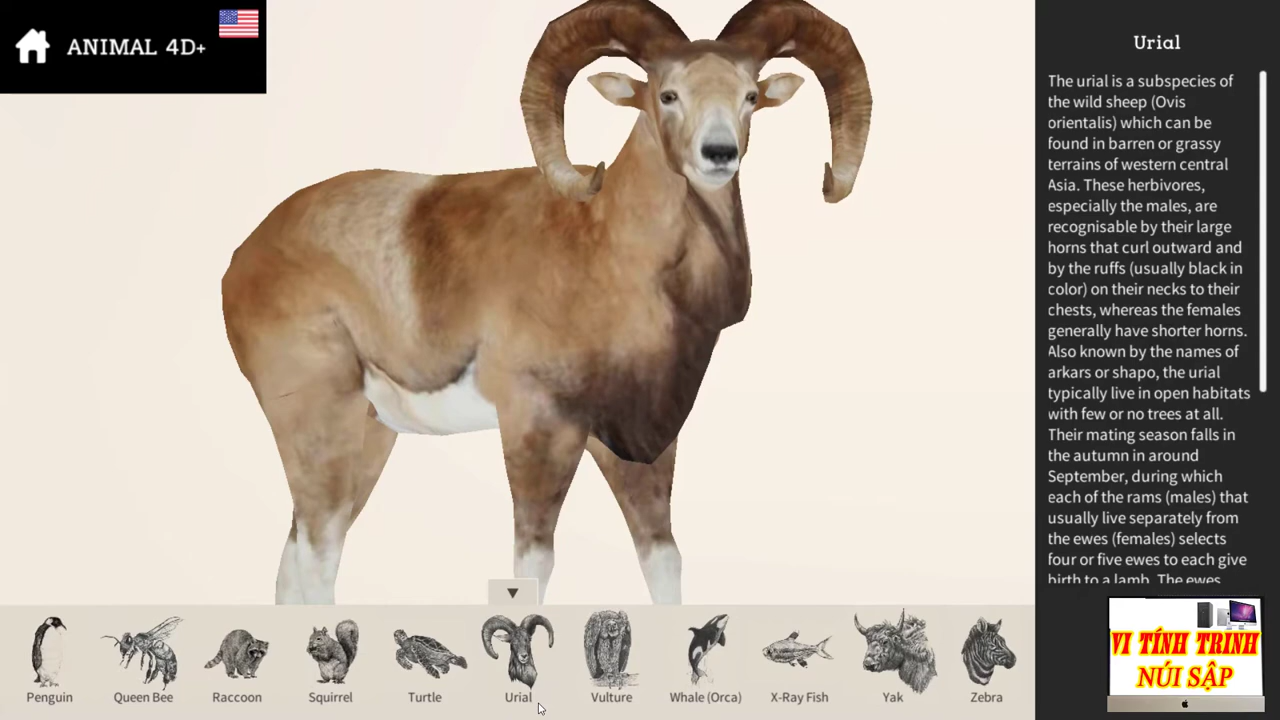 ANIMAL 4D+
Urial
The urial is a subspecies of
the wild sheep (Ovis
orientalis) which can be
found in barren or grassy
terrains of western central
Asia. These herbivores,
especially the males, are
recognisable by their large
horns that curl outward and
by the ruffs (usually black in
color) on their necks to their
chests, whereas the females
generally have shorter horns.
Also known by the names of
arkars or shapo, the urial
typically live in open habitats
with few or no trees at all.
Their mating season falls in
the autumn in around
September, during which
each of the rams (males) that
usually live separately from
the ewes (females) selects
four or five ewes to each give
birth to a lamb. The ewes
Penguin
Queen Bee
Raccoon
Squirrel
Turtle
Urial
Vulture
Whale (Orca)
X-Ray Fish
Yak
Zebra
VI TÍNH TRINH
NÚI SẬP